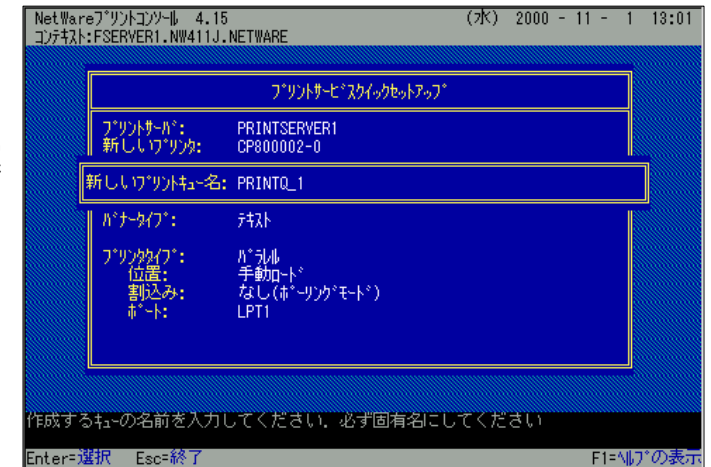 NetWareﾌﾟﾘﾝﾄｺﾝｿｰﾙ 4.15 (水) 2000 - 11 - 1 13:01
ｺﾝﾃｷｽﾄ:FSERVER1.NW411J.NETWARE
ﾌﾟﾘﾝﾄｻｰﾋﾞｽｸｲｯｸｾｯﾄｱｯﾌﾟ
ﾌﾟﾘﾝﾄｻｰﾊﾞ: PRINTSERVER1
新しいﾌﾟﾘﾝﾀ: CP800002-0
新しいﾌﾟﾘﾝﾄｷｭｰ名: PRINTQ_1
ﾊﾞﾅｰﾀｲﾌﾟ: ﾃｷｽﾄ
ﾌﾟﾘﾝﾀﾀｲﾌﾟ: ﾊﾟﾗﾚﾙ
位置: 手動ﾛｰﾄﾞ
割込み: なし(ﾎﾟｰﾘﾝｸﾞﾓｰﾄﾞ)
ﾎﾟｰﾄ: LPT1
作成するｷｭｰの名前を入力してください. 必ず固有名にしてください
Enter=選択 Esc=終了 F1=ﾍﾙﾌﾟの表示